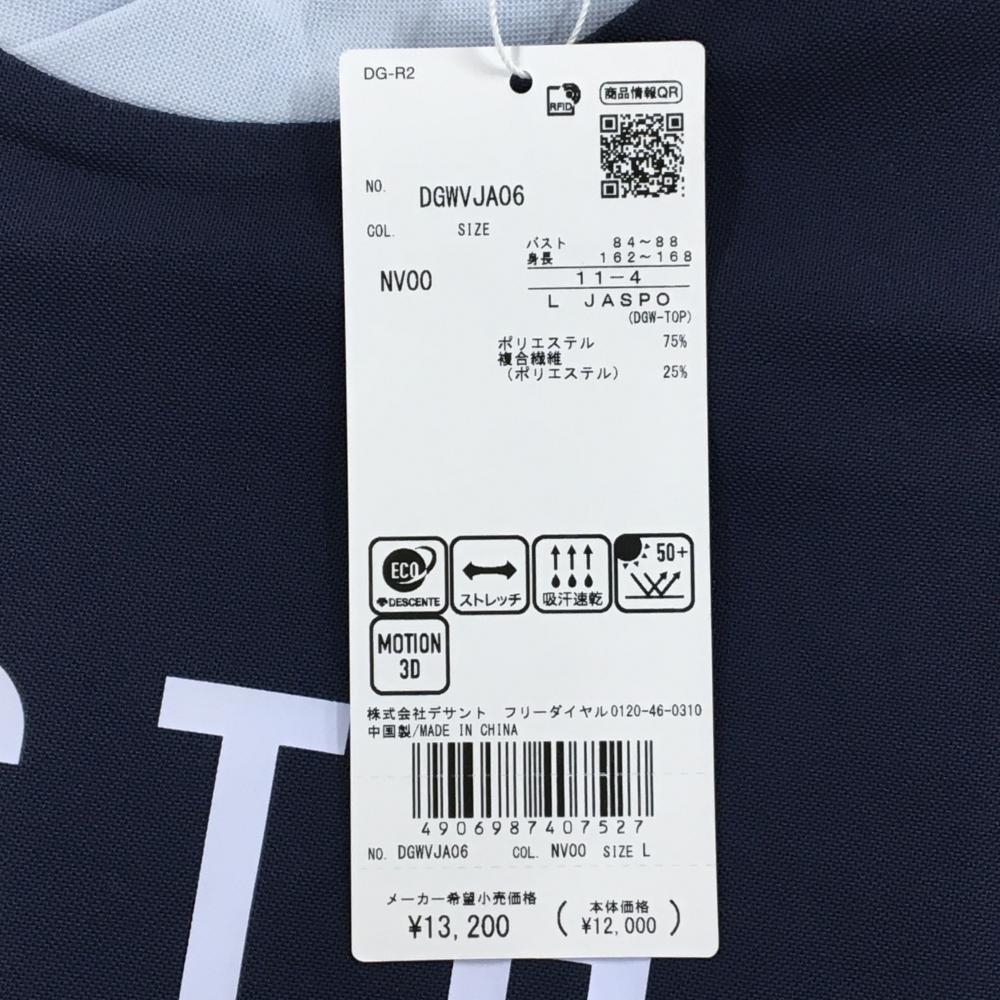 DG-R2
RFID
商品情報QR
NO. DGWVJA06
COL. SIZE
バスト 84～88
身長 162～168
NV00
11-4
L JASPO
(DGW-TOP)
ポリエステル 75%
複合繊維
(ポリエステル) 25%
ECO
DESCENTE
ストレッチ
吸汗速乾
50+
MOTION
3D
株式会社デサント フリーダイヤル0120-46-0310
中国製/MADE IN CHINA
4906987407527
NO. DGWVJA06 COL. NV00 SIZE L
メーカー希望小売価格
¥13,200
(本体価格
¥12,000)